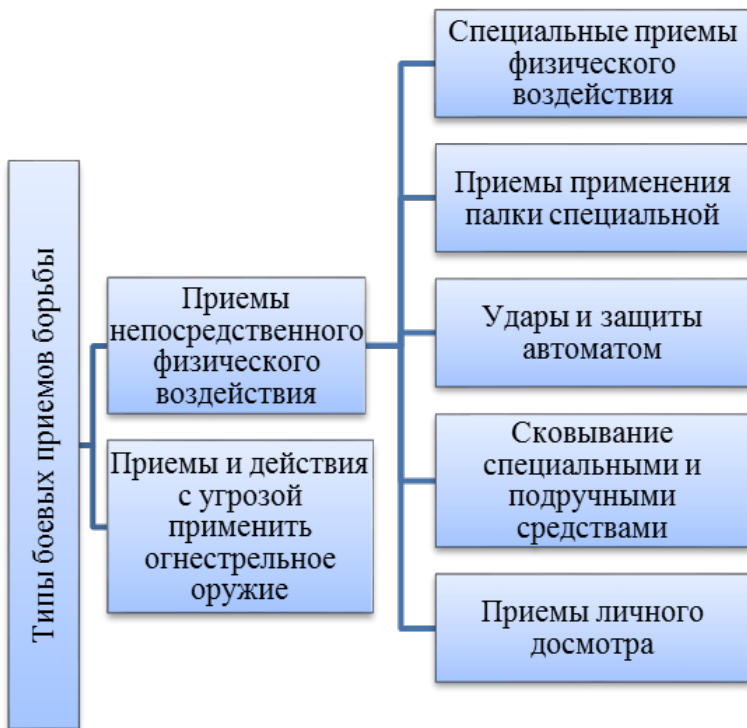 Типы боевых приемов борьбы
Приемы
непосредственного
физического
воздействия
Приемы и действия
с угрозой
применить
огнестрельное
оружие
Специальные приемы
физического
воздействия
Приемы применения
палки специальной
Удары и защиты
автоматом
Сковывание
специальными и
подручными
средствами
Приемы личного
досмотра